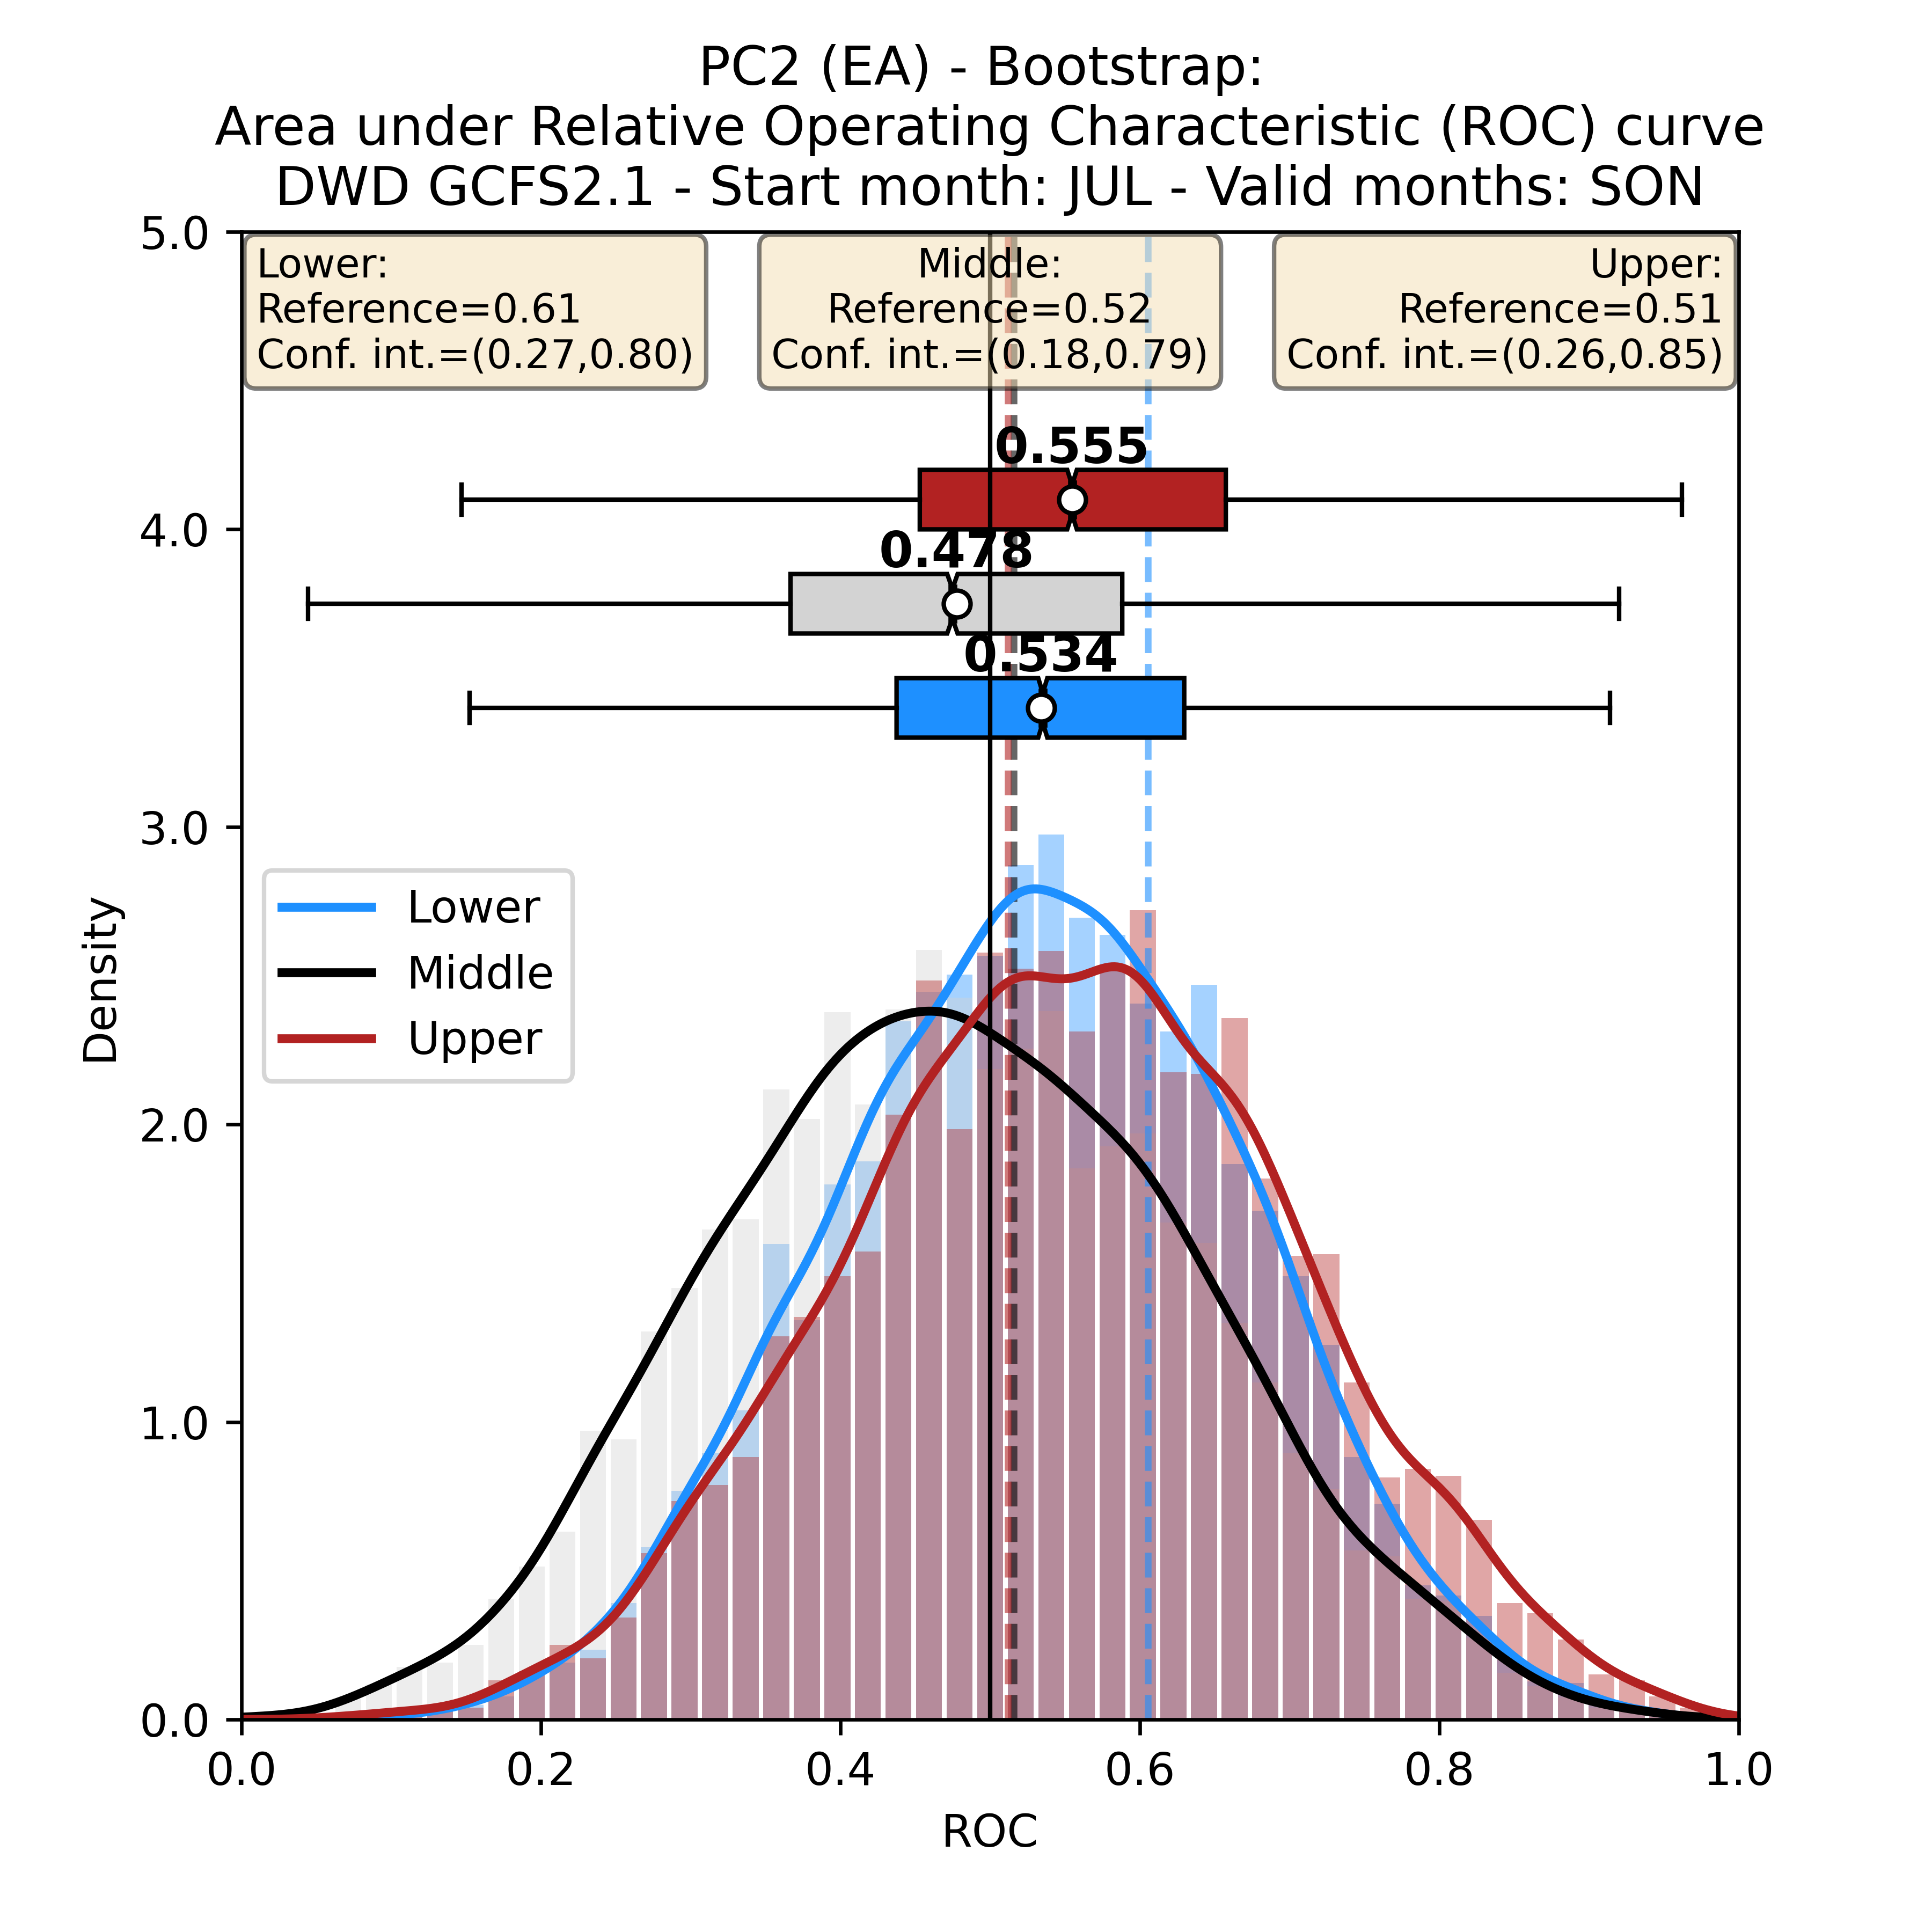 PC2 (EA) - Bootstrap:
Area under Relative Operating Characteristic (ROC) curve
DWD GCFS2.1 - Start month: JUL - Valid months: SON
Lower:
Reference=0.61
Conf. int.=(0.27,0.80)
Middle:
Reference=0.52
Conf. int.=(0.18,0.79)
Upper:
Reference=0.51
Conf. int.=(0.26,0.85)
0.555
0.478
0.534
Lower
Middle
Upper
Density
5.0
4.0
3.0
2.0
1.0
0.0
0.0 0.2 0.4 0.6 0.8 1.0
ROC